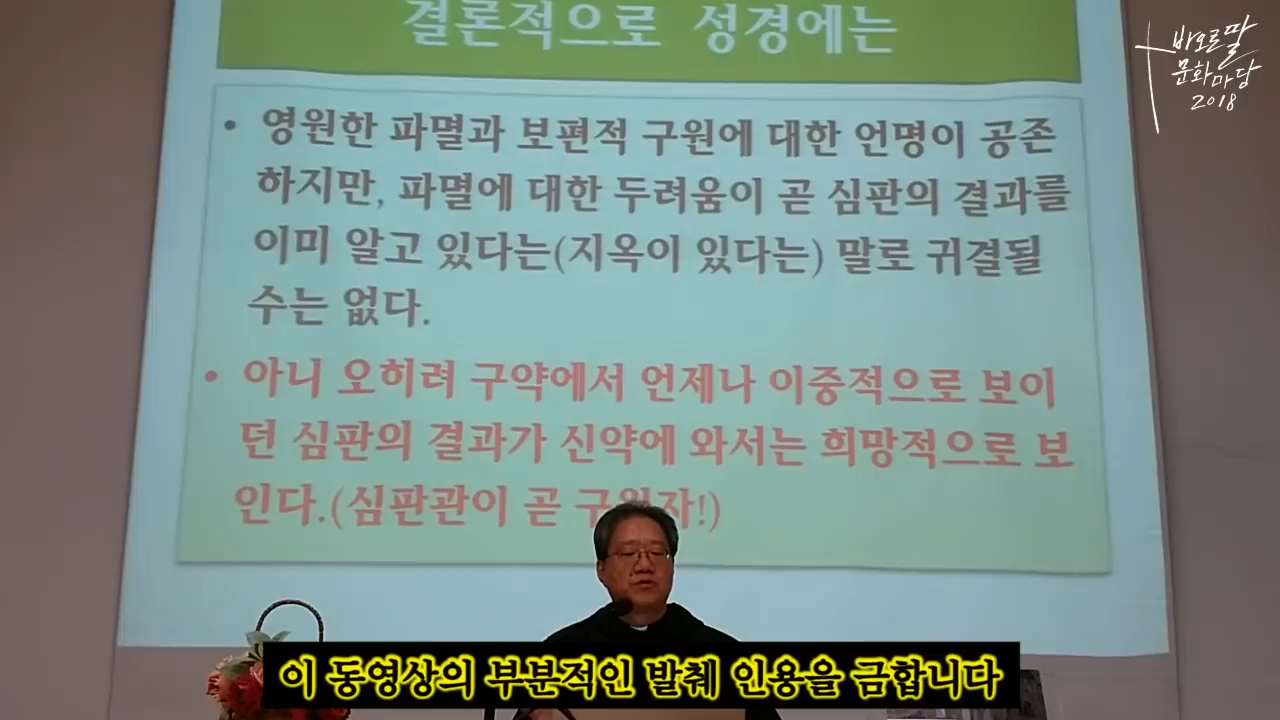 결론적으로 성경에는
바오로딸
문화마당
2018
• 영원한 파멸과 보편적 구원에 대한 언명이 공존
하지만, 파멸에 대한 두려움이 곧 심판의 결과를
이미 알고 있다는(지옥이 있다는) 말로 귀결될
수는 없다.
• 아니 오히려 구약에서 언제나 이중적으로 보이
던 심판의 결과가 신약에 와서는 희망적으로 보
인다.(심판관이 곧 구원자!)
이 동영상의 부분적인 발췌 인용을 금합니다